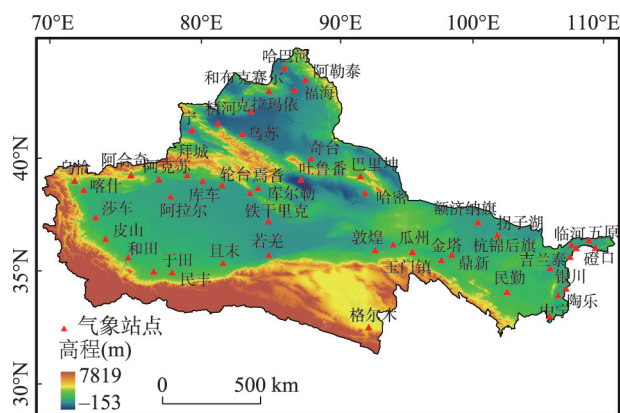 70°E 80°E 90°E 100°E 110°E
哈巴河
阿勒泰
和布克赛尔
福海
精河 克拉玛依
宁
乌苏
40°N
奇台
拜城
乌恰 阿合奇 阿克苏
轮台 焉耆 吐鲁番 巴里坤
喀什
库车 库尔勒 哈密
阿拉尔
莎车
铁干里克
额济纳旗 拐子湖
皮山
和田
若羌
敦煌 瓜州
杭锦后旗 临河 五原
金塔
吉兰泰 磴口
35°N
于田 且末
玉门镇 鼎新
银川
民丰
民勤
陶乐
中宁
气象站点
格尔木
高程(m)
7819
–153
0 500 km
30°N
40°N
35°N
30°N